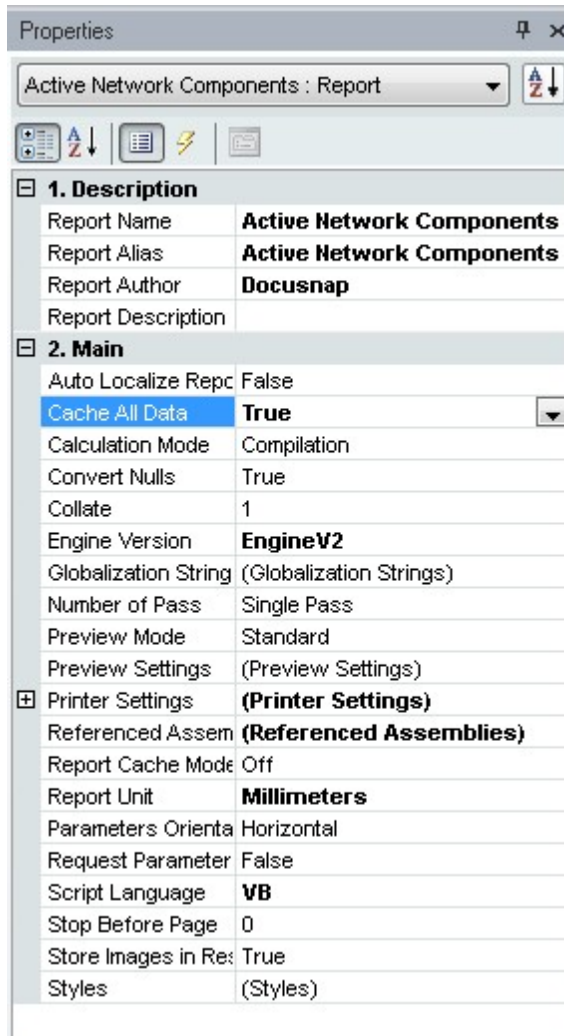 Properties
Active Network Components : Report
1. Description
Report Name Active Network Components
Report Alias Active Network Components
Report Author Docusnap
Report Description
2. Main
Auto Localize Repo False
Cache All Data True
Calculation Mode Compilation
Convert Nulls True
Collate 1
Engine Version EngineV2
Globalization String (Globalization Strings)
Number of Pass Single Pass
Preview Mode Standard
Preview Settings (Preview Settings)
Printer Settings (Printer Settings)
Referenced Assem (Referenced Assemblies)
Report Cache Mode Off
Report Unit Millimeters
Parameters Orienta Horizontal
Request Parameter False
Script Language VB
Stop Before Page 0
Store Images in Res True
Styles (Styles)